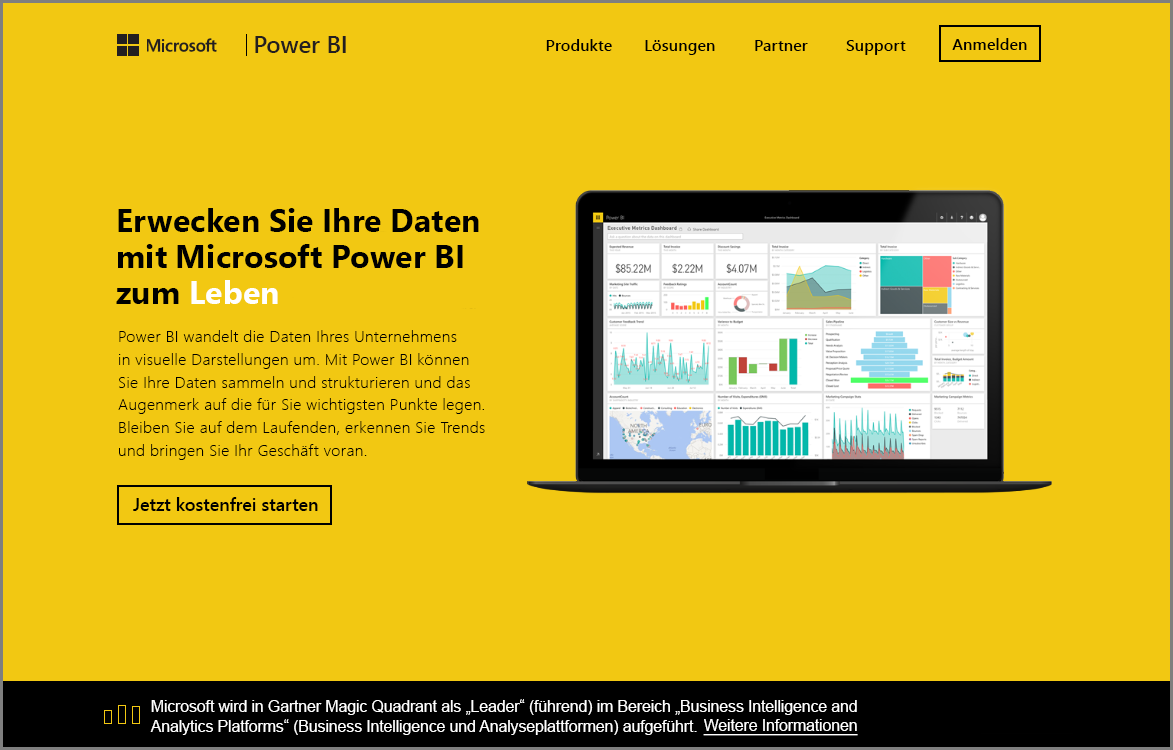 Microsoft | Power BI
Produkte Lösungen Partner Support Anmelden
Erwecken Sie Ihre Daten
mit Microsoft Power BI
zum Leben
Power BI wandelt die Daten Ihres Unternehmens
in visuelle Darstellungen um. Mit Power BI können
Sie Ihre Daten sammeln und strukturieren und das
Augenmerk auf die für Sie wichtigsten Punkte legen.
Bleiben Sie auf dem Laufenden, erkennen Sie Trends
und bringen Sie Ihr Geschäft voran.
Jetzt kostenfrei starten
Power BI
Executive Metrics Dashboard
Executive Metrics Dashboard
$85.22M
$2.22M
$4.07M
Microsoft wird in Gartner Magic Quadrant als „Leader“ (führend) im Bereich „Business Intelligence and
Analytics Platforms“ (Business Intelligence und Analyseplattformen) aufgeführt. Weitere Informationen